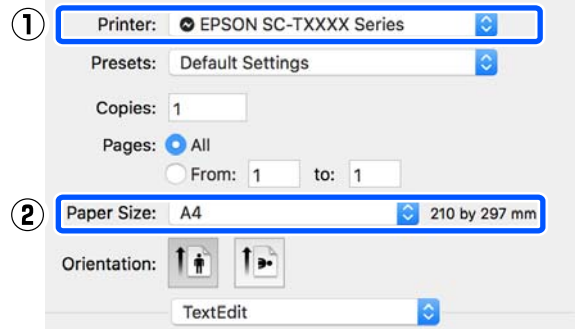 ① Printer: EPSON SC-TXXXX Series
Presets: Default Settings
Copies: 1
Pages: All
From: 1 to: 1
② Paper Size: A4 210 by 297 mm
Orientation:
TextEdit